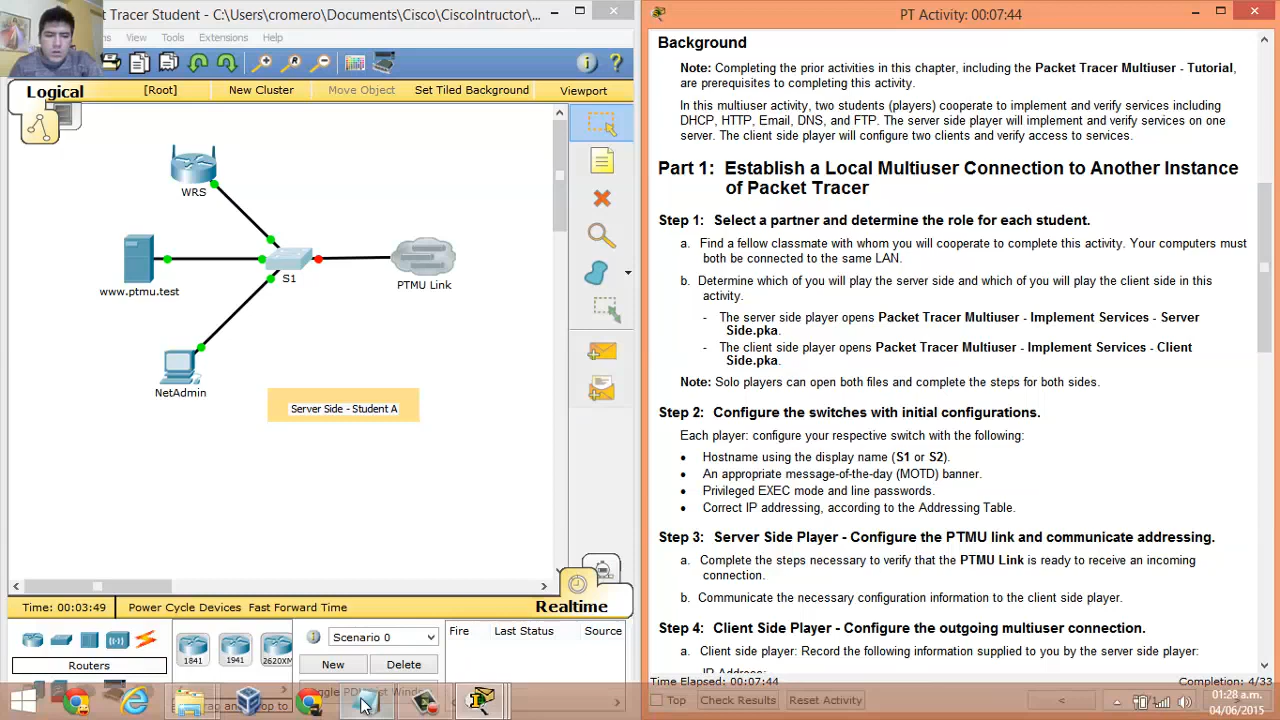 t Tracer Student - C:\Users\cromero\Documents\Cisco\CiscoIntructor\...
View Tools Extensions Help
Logical [Root] New Cluster Move Object Set Tiled Background Viewport
WRS
S1
www.ptmu.test
PTMU Link
NetAdmin
Server Side - Student A
Time: 00:03:49 Power Cycle Devices Fast Forward Time Realtime
Scenario 0 Fire Last Status Source
1841 1941 2620XM
Routers New Delete
PT Activity: 00:07:44
Background
Note: Completing the prior activities in this chapter, including the Packet Tracer Multiuser - Tutorial,
are prerequisites to completing this activity.
In this multiuser activity, two students (players) cooperate to implement and verify services including
DHCP, HTTP, Email, DNS, and FTP. The server side player will implement and verify services on one
server. The client side player will configure two clients and verify access to services.
Part 1: Establish a Local Multiuser Connection to Another Instance
of Packet Tracer
Step 1: Select a partner and determine the role for each student.
a. Find a fellow classmate with whom you will cooperate to complete this activity. Your computers must
both be connected to the same LAN.
b. Determine which of you will play the server side and which of you will play the client side in this
activity.
- The server side player opens Packet Tracer Multiuser - Implement Services - Server
Side.pka.
- The client side player opens Packet Tracer Multiuser - Implement Services - Client
Side.pka.
Note: Solo players can open both files and complete the steps for both sides.
Step 2: Configure the switches with initial configurations.
Each player: configure your respective switch with the following:
• Hostname using the display name (S1 or S2).
• An appropriate message-of-the-day (MOTD) banner.
• Privileged EXEC mode and line passwords.
• Correct IP addressing, according to the Addressing Table.
Step 3: Server Side Player - Configure the PTMU link and communicate addressing.
a. Complete the steps necessary to verify that the PTMU Link is ready to receive an incoming
connection.
b. Communicate the necessary configuration information to the client side player.
Step 4: Client Side Player - Configure the outgoing multiuser connection.
a. Client side player: Record the following information supplied to you by the server side player:
IP Address:
Time Elapsed: 00:07:44 Completion: 4/33
Top Check Results Reset Activity <
01:28 a.m.
04/06/2015